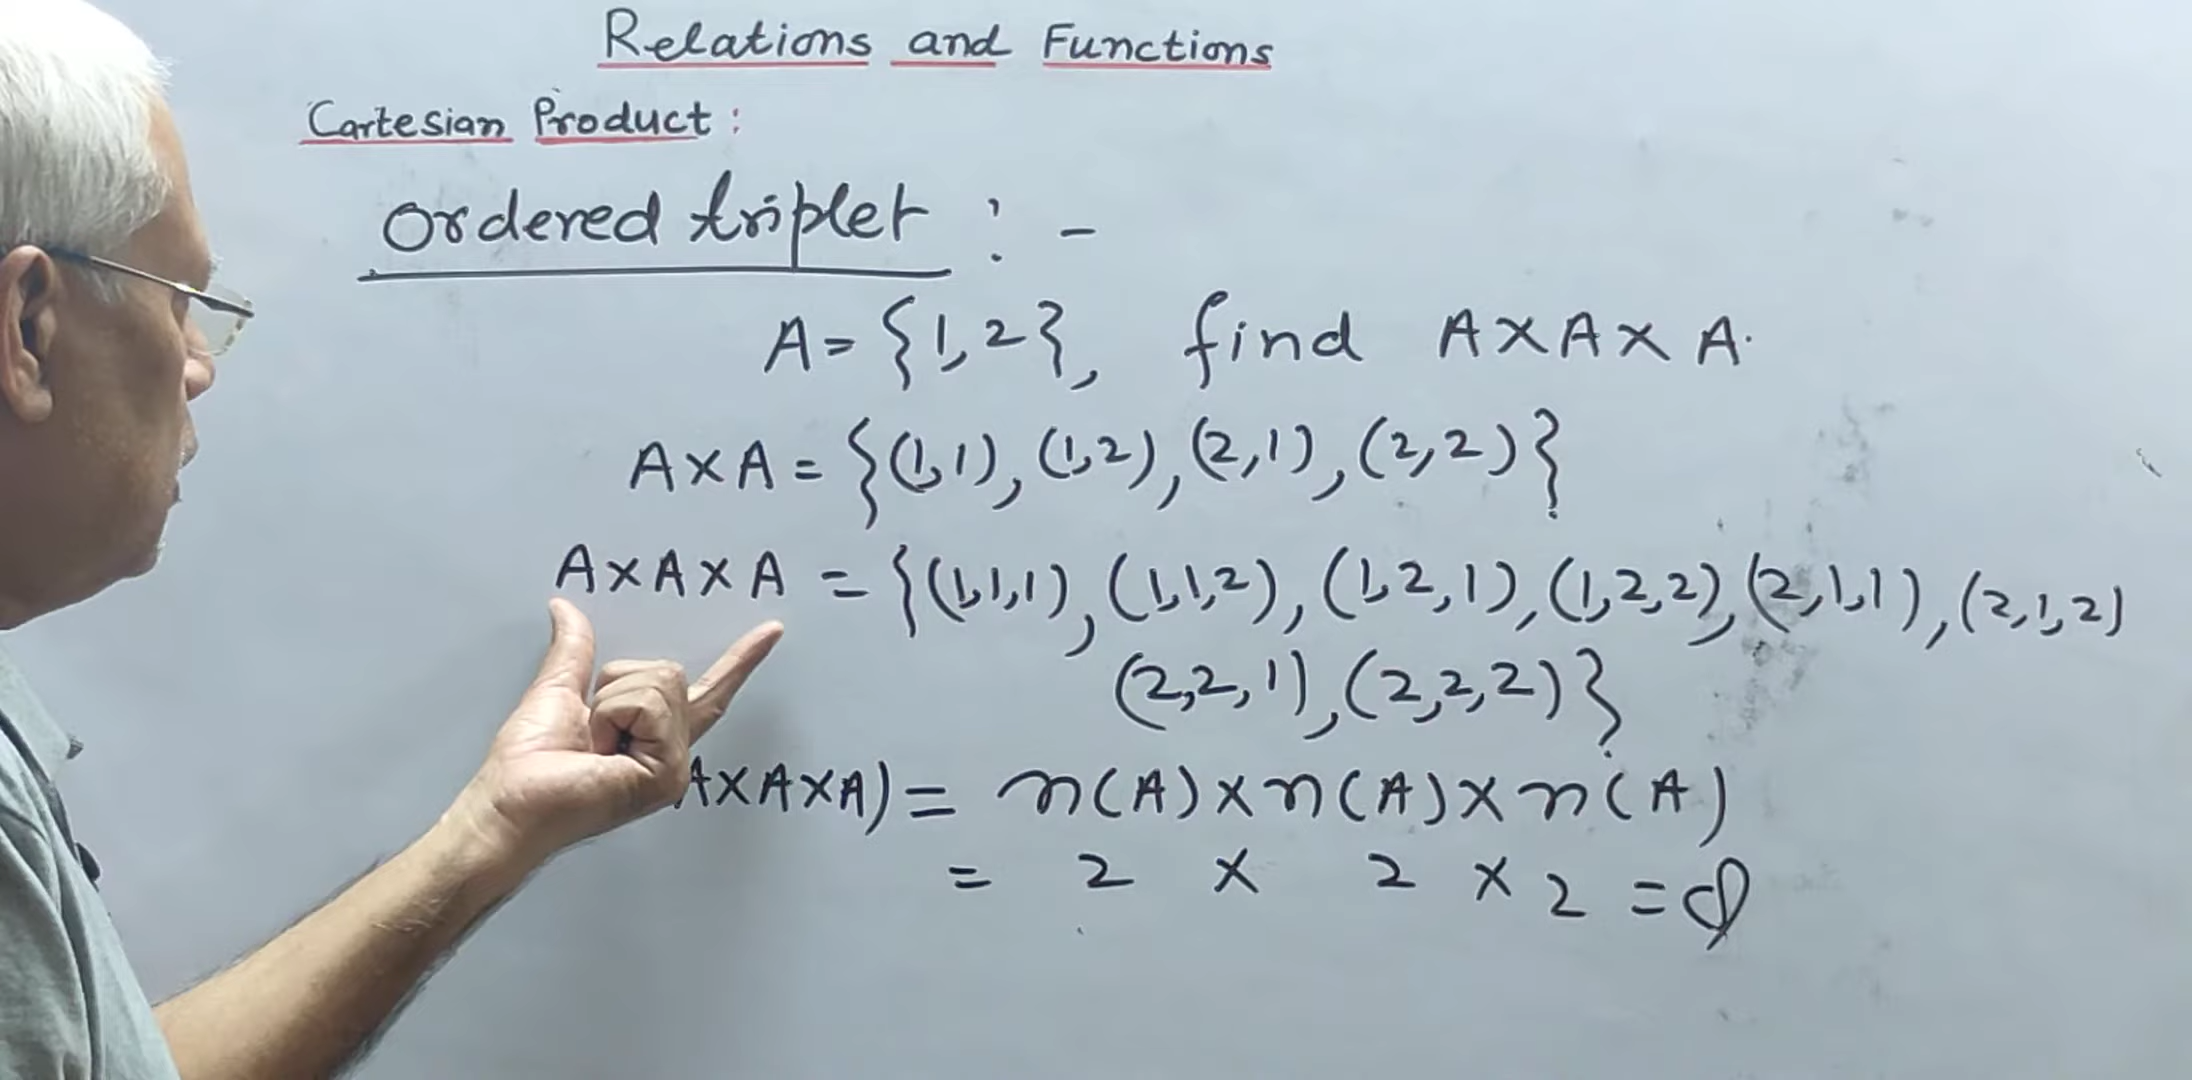 Relations and Functions
Cartesian Product :
Ordered triplet : -
A = {1, 2}, find A × A × A.
A × A = {(1,1), (1,2), (2,1), (2,2)}
A × A × A = {(1,1,1), (1,1,2), (1,2,1), (1,2,2), (2,1,1), (2,1,2)
(2,2,1), (2,2,2)}
A × A × A) = n(A) × n(A) × n(A)
= 2 × 2 × 2 = 8